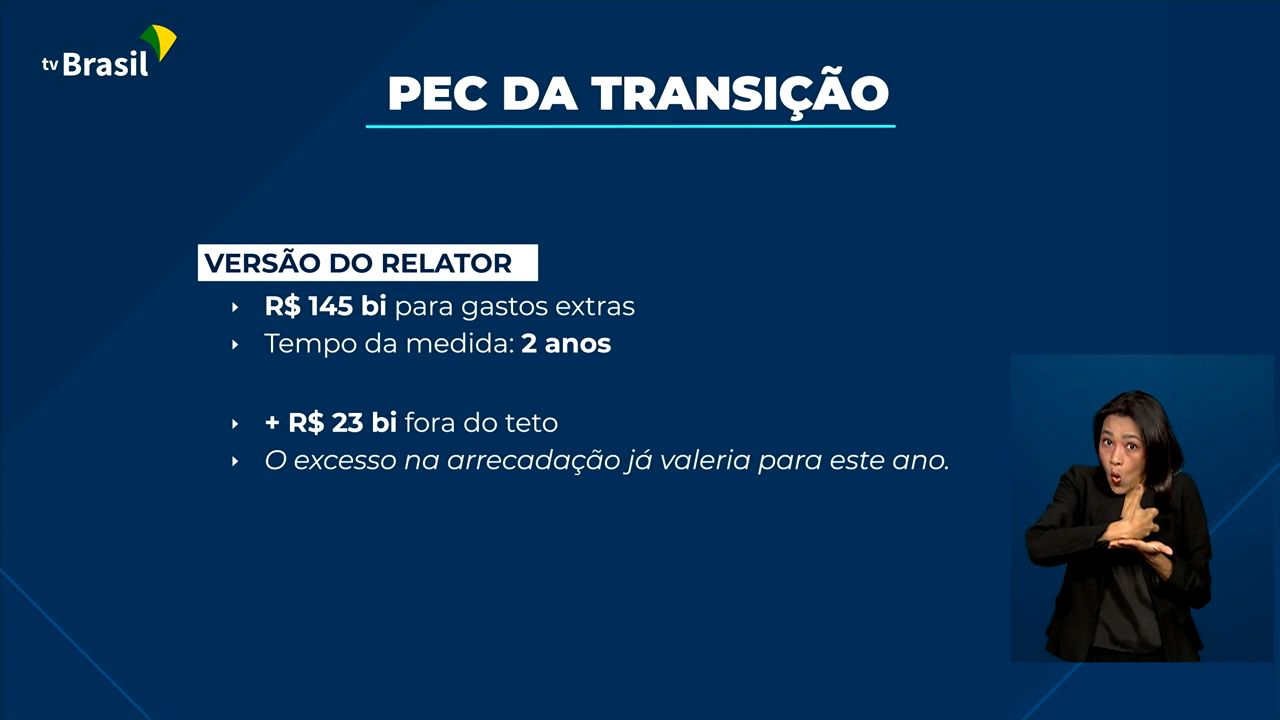 tv Brasil
PEC DA TRANSIÇÃO
VERSÃO DO RELATOR
R$ 145 bi para gastos extras
Tempo da medida: 2 anos
+ R$ 23 bi fora do teto
O excesso na arrecadação já valeria para este ano.